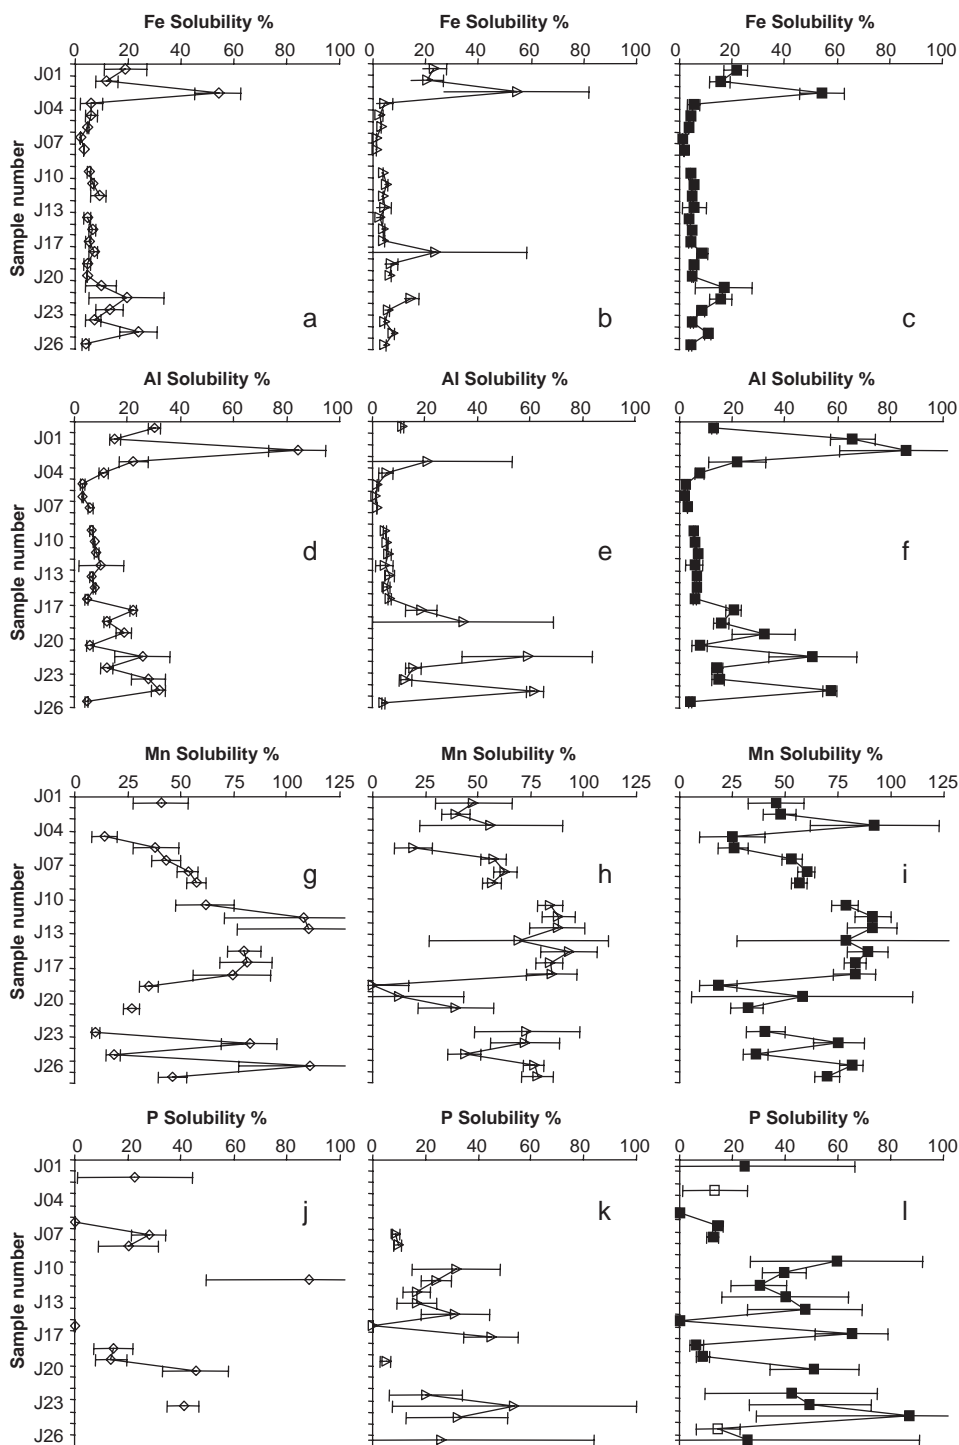 Fe Solubility % Fe Solubility % Fe Solubility %
0 20 40 60 80 100 0 20 40 60 80 100 0 20 40 60 80 100
J01
J04
J07
J10
J13
J17
J20
J23
J26
Sample number
a b c
Al Solubility % Al Solubility % Al Solubility %
0 20 40 60 80 100 0 20 40 60 80 100 0 20 40 60 80 100
J01
J04
J07
J10
J13
J17
J20
J23
J26
Sample number
d e f
Mn Solubility % Mn Solubility % Mn Solubility %
0 25 50 75 100 125 0 25 50 75 100 125 0 25 50 75 100 125
J01
J04
J07
J10
J13
J17
J20
J23
J26
Sample number
g h i
P Solubility % P Solubility % P Solubility %
0 20 40 60 80 100 0 20 40 60 80 100 0 20 40 60 80 100
J01
J04
J07
J10
J13
J17
J20
J23
J26
Sample number
j k l